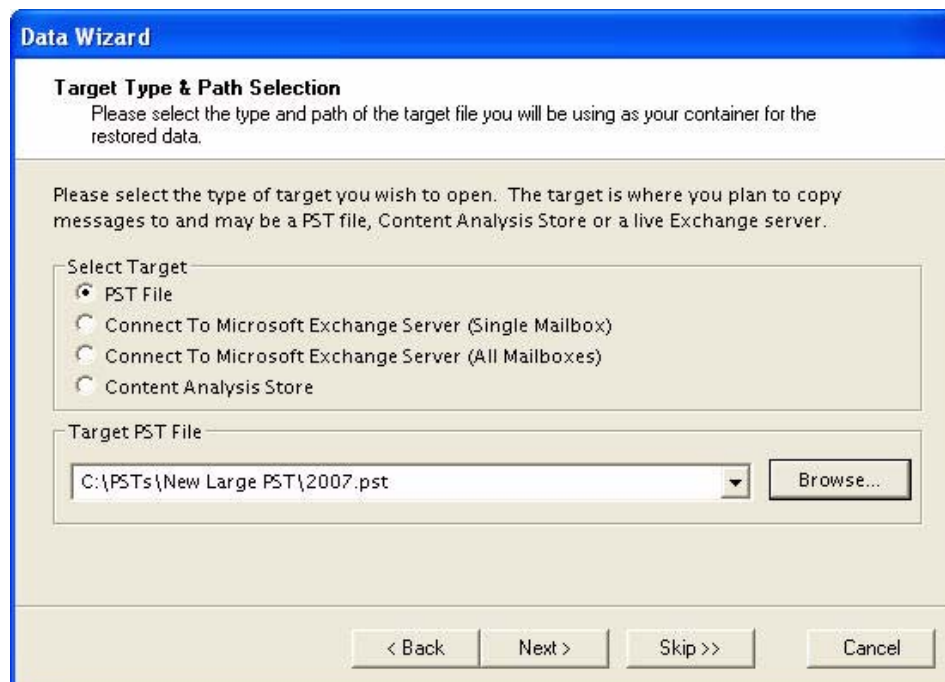 Data Wizard
Target Type & Path Selection
Please select the type and path of the target file you will be using as your container for the
restored data.
Please select the type of target you wish to open. The target is where you plan to copy
messages to and may be a PST file, Content Analysis Store or a live Exchange server.
Select Target
PST File
Connect To Microsoft Exchange Server (Single Mailbox)
Connect To Microsoft Exchange Server (All Mailboxes)
Content Analysis Store
Target PST File
C:\PSTs\New Large PST\2007.pst
Browse...
< Back
Next >
Skip >>
Cancel